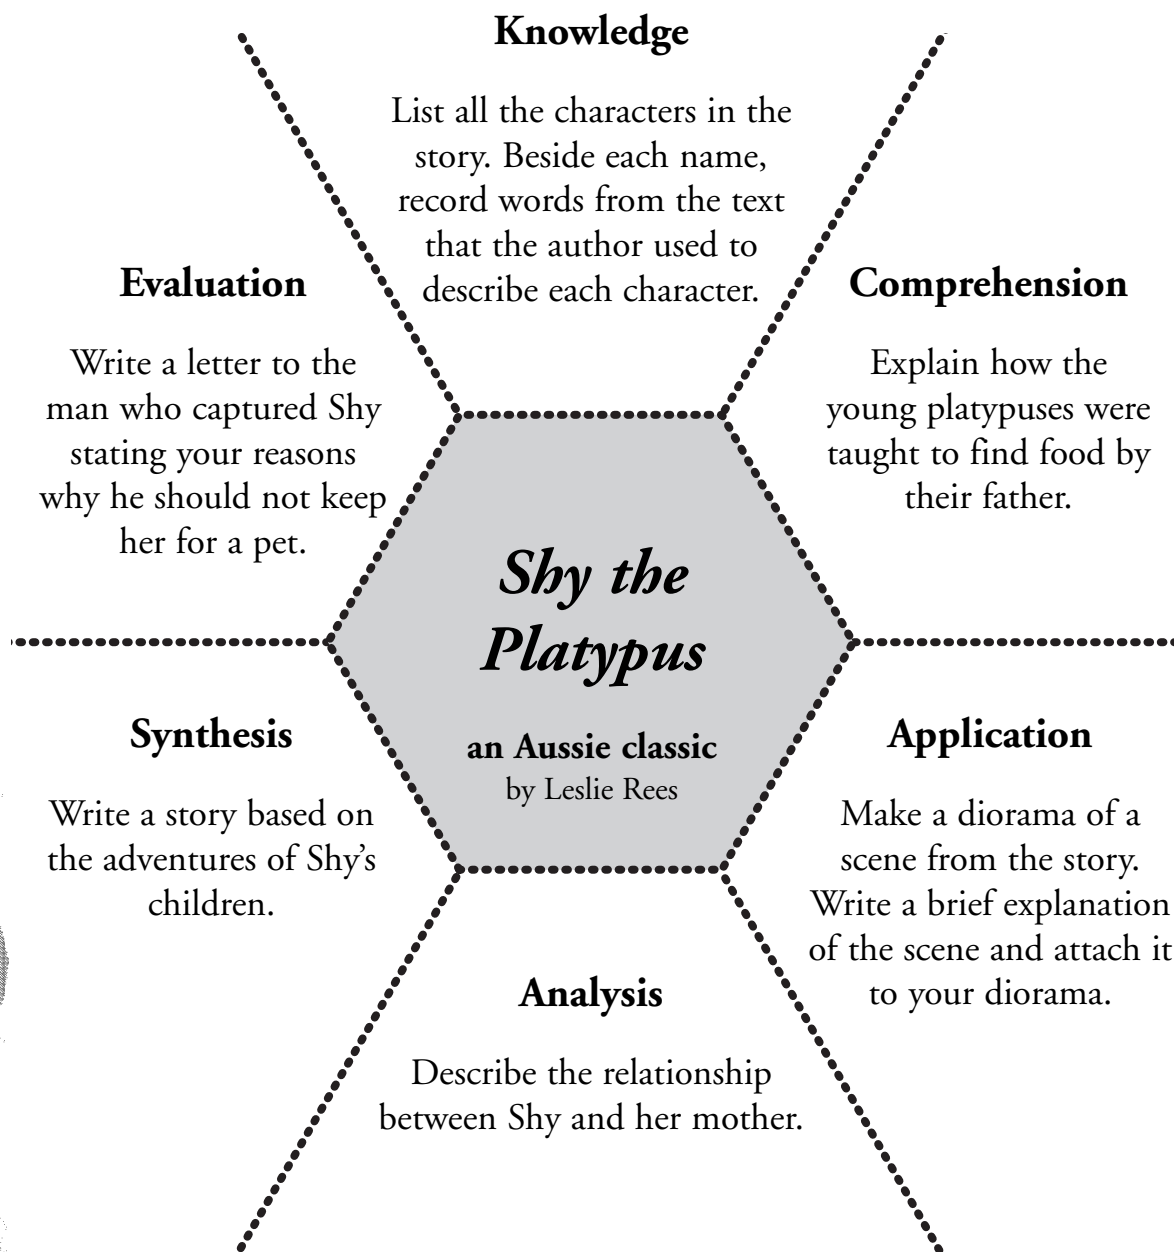 Knowledge
List all the characters in the
story. Beside each name,
record words from the text
that the author used to
describe each character.
Evaluation
Write a letter to the
man who captured Shy
stating your reasons
why he should not keep
her for a pet.
Comprehension
Explain how the
young platypuses were
taught to find food by
their father.
Shy the
Platypus
an Aussie classic
by Leslie Rees
Synthesis
Write a story based on
the adventures of Shy’s
children.
Application
Make a diorama of a
scene from the story.
Write a brief explanation
of the scene and attach it
to your diorama.
Analysis
Describe the relationship
between Shy and her mother.